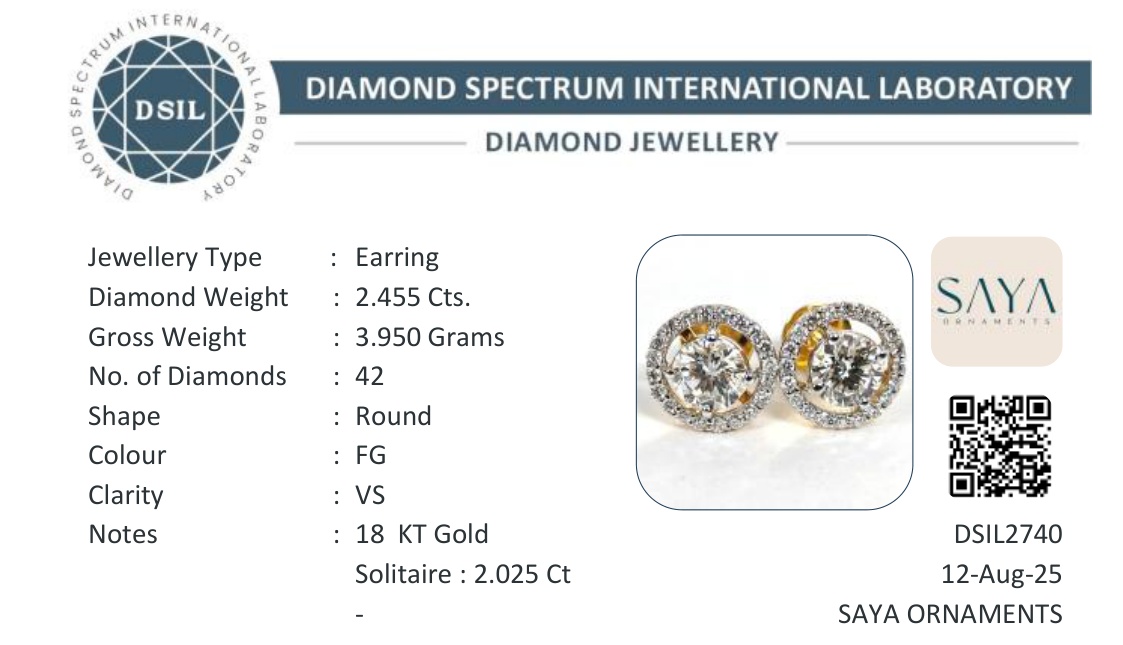 DIAMOND SPECTRUM INTERNATIONAL LABORATORY
DSIL
DIAMOND SPECTRUM INTERNATIONAL LABORATORY
DIAMOND JEWELLERY
Jewellery Type : Earring
Diamond Weight : 2.455 Cts.
Gross Weight : 3.950 Grams
No. of Diamonds : 42
Shape : Round
Colour : FG
Clarity : VS
Notes : 18 KT Gold
Solitaire : 2.025 Ct
-
SAYA
ORNAMENTS
DSIL2740
12-Aug-25
SAYA ORNAMENTS